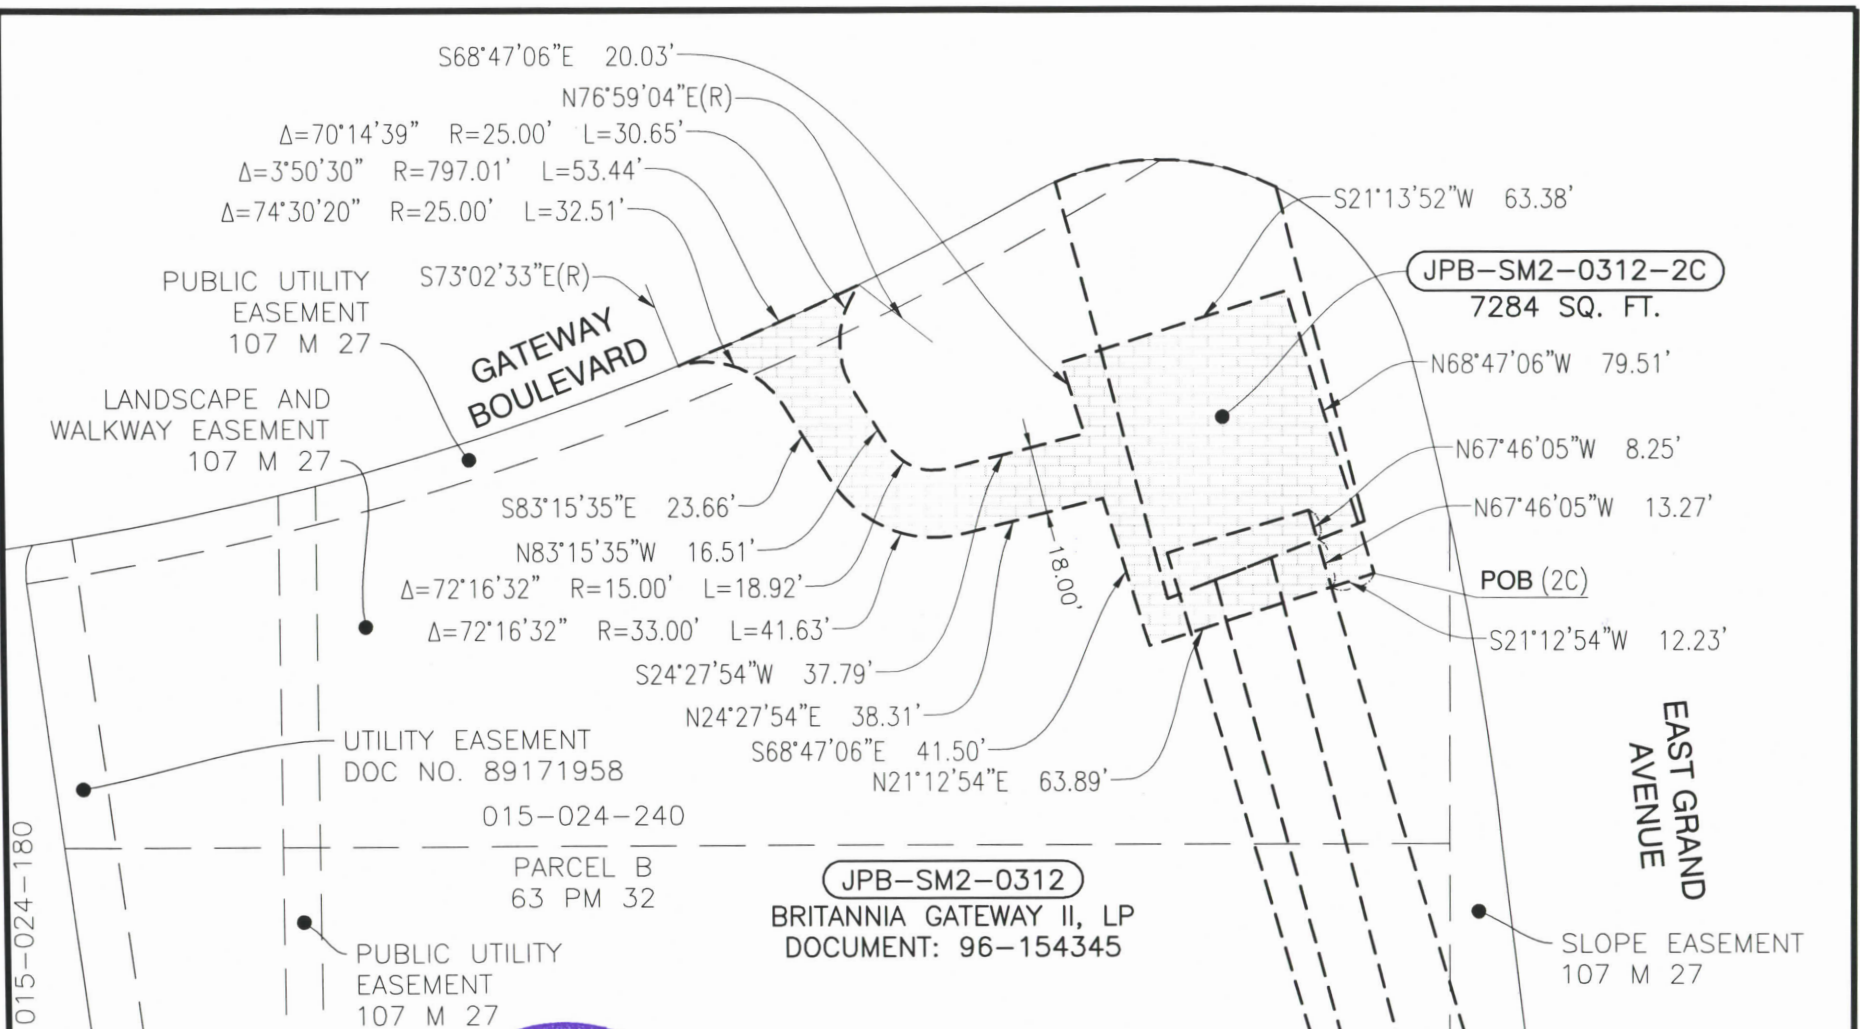 S68°47'06"E 20.03'
N76°59'04"E(R)
Δ=70°14'39" R=25.00' L=30.65'
Δ=3°50'30" R=797.01' L=53.44'
Δ=74°30'20" R=25.00' L=32.51'
S73°02'33"E(R)
PUBLIC UTILITY
EASEMENT
107 M 27
GATEWAY
BOULEVARD
LANDSCAPE AND
WALKWAY EASEMENT
107 M 27
S21°13'52"W 63.38'
JPB-SM2-0312-2C
7284 SQ. FT.
N68°47'06"W 79.51'
N67°46'05"W 8.25'
N67°46'05"W 13.27'
POB (2C)
S21°12'54"W 12.23'
S83°15'35"E 23.66'
N83°15'35"W 16.51'
Δ=72°16'32" R=15.00' L=18.92'
Δ=72°16'32" R=33.00' L=41.63'
18.00'
S24°27'54"W 37.79'
N24°27'54"E 38.31'
S68°47'06"E 41.50'
N21°12'54"E 63.89'
UTILITY EASEMENT
DOC NO. 89171958
015-024-240
PARCEL B
63 PM 32
JPB-SM2-0312
BRITANNIA GATEWAY II, LP
DOCUMENT: 96-154345
EAST GRAND
AVENUE
SLOPE EASEMENT
107 M 27
PUBLIC UTILITY
EASEMENT
107 M 27
015-024-180